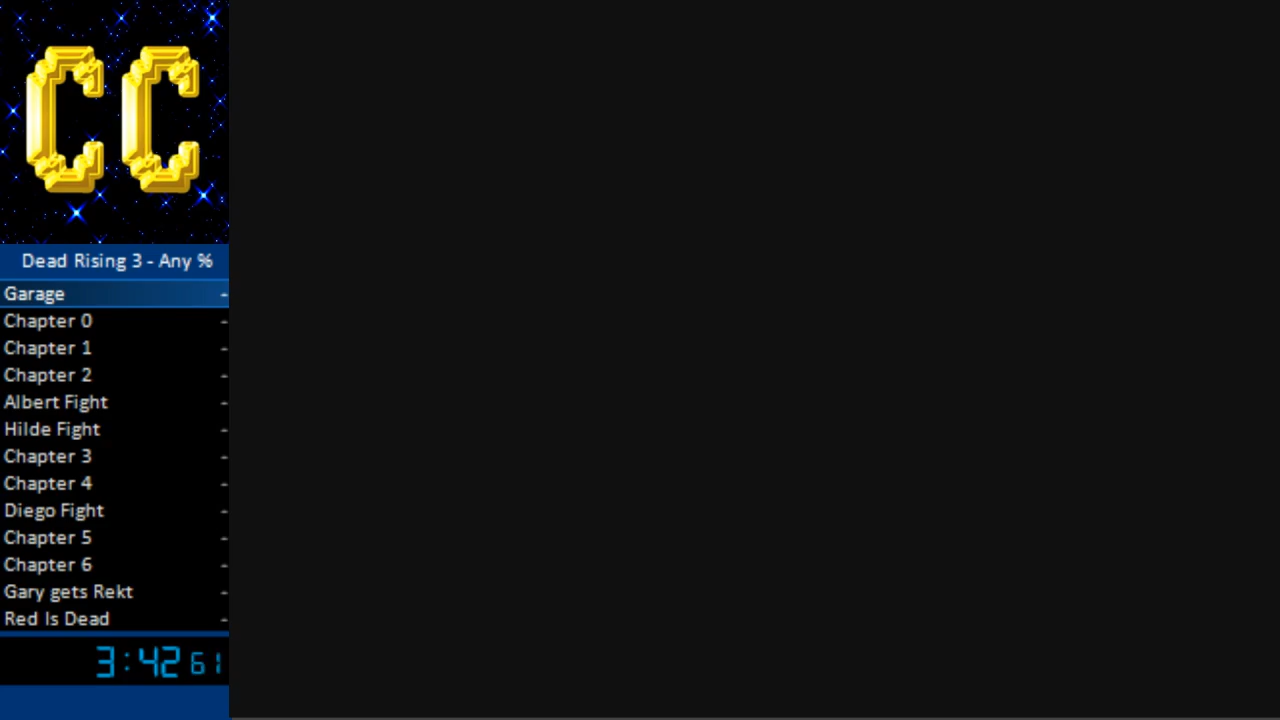 CC
Dead Rising 3 - Any %
Garage -
Chapter 0 -
Chapter 1 -
Chapter 2 -
Albert Fight -
Hilde Fight -
Chapter 3 -
Chapter 4 -
Diego Fight -
Chapter 5 -
Chapter 6 -
Gary gets Rekt -
Red Is Dead -
3:42 61